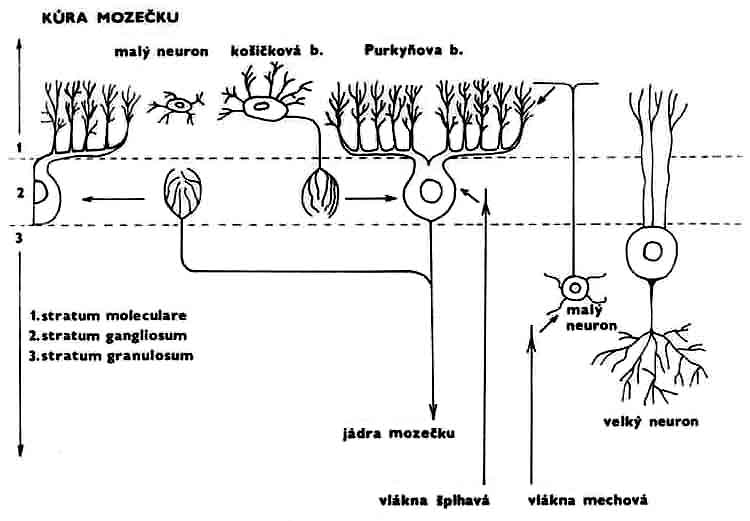 KŮRA MOZEČKU
malý neuron
košíčková b.
Purkyňova b.
1
2
3
1.stratum moleculare
2.stratum gangliosum
3.stratum granulosum
malý
neuron
velký neuron
jádra mozečku
vlákna šplhavá
vlákna mechová